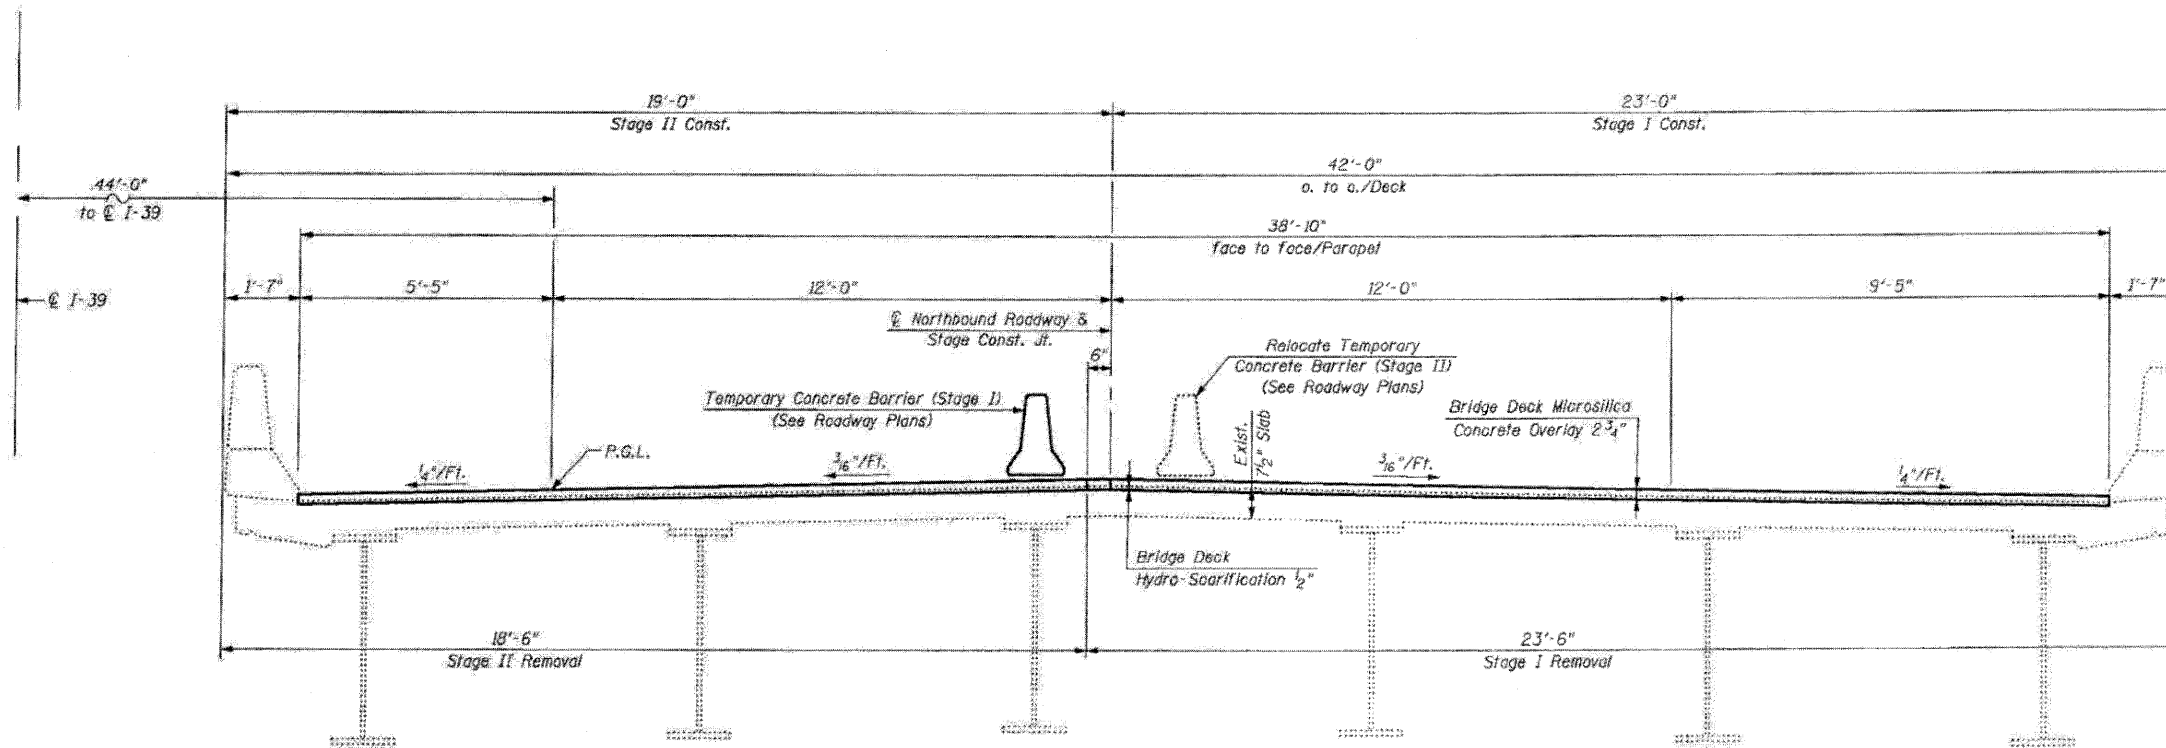 19'-0"
Stage II Const.
23'-0"
Stage I Const.
42'-0"
o. to o./Deck
44'-0"
to ℄ I-39
38'-10"
face to face/Parapet
℄ I-39
1'-7"
5'-5"
12'-0"
12'-0"
9'-5"
1'-7"
℄ Northbound Roadway &
Stage Const. Jt.
6"
Relocate Temporary
Concrete Barrier (Stage II)
(See Roadway Plans)
Temporary Concrete Barrier (Stage I)
(See Roadway Plans)
Exist.
7½" Slab
Bridge Deck Microsilica
Concrete Overlay 2¾"
P.G.L.
¼"/Ft.
3/16"/Ft.
3/16"/Ft.
¼"/Ft.
Bridge Deck
Hydro-Scarification ½"
18'-6"
Stage II Removal
23'-6"
Stage I Removal